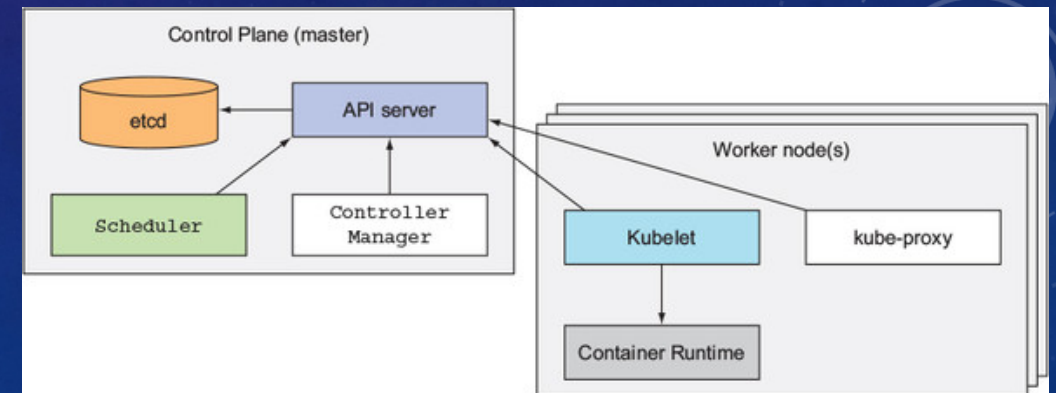 Control Plane (master)
etcd
API server
Scheduler
Controller
Manager
Worker node(s)
Kubelet
kube-proxy
Container Runtime